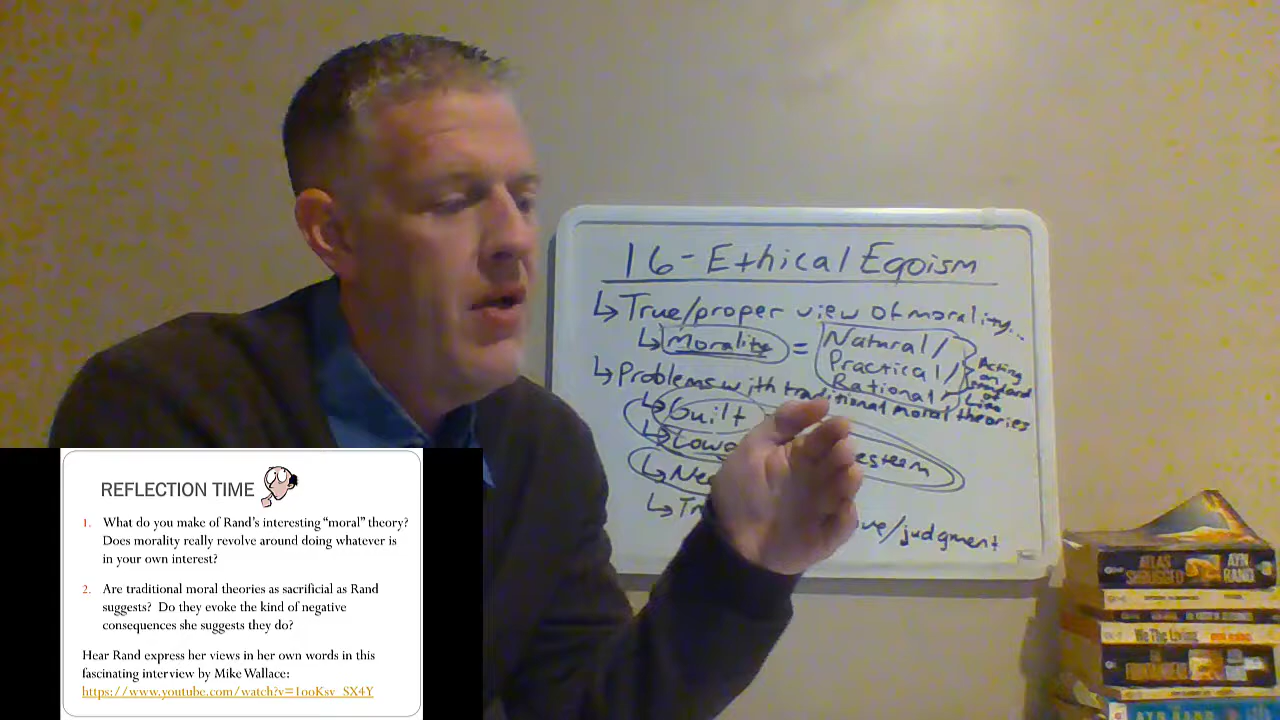 16 - Ethical Egoism
↳ True/proper view of morality...
↳ Morality = Natural/
Practical/
Rational
Acting
on
standard
of
Life
↳ Problems with traditional moral theories
↳ Guilt
↳ esteem
↳
↳ /judgment
REFLECTION TIME
1. What do you make of Rand's interesting "moral" theory?
Does morality really revolve around doing whatever is
in your own interest?
2. Are traditional moral theories as sacrificial as Rand
suggests? Do they evoke the kind of negative
consequences she suggests they do?
Hear Rand express her views in her own words in this
fascinating interview by Mike Wallace:
https://www.youtube.com/watch?v=1ooKsv_SX4Y
ATLAS
SHRUGGED
AYN
RAND
We The Living
AYN RAND